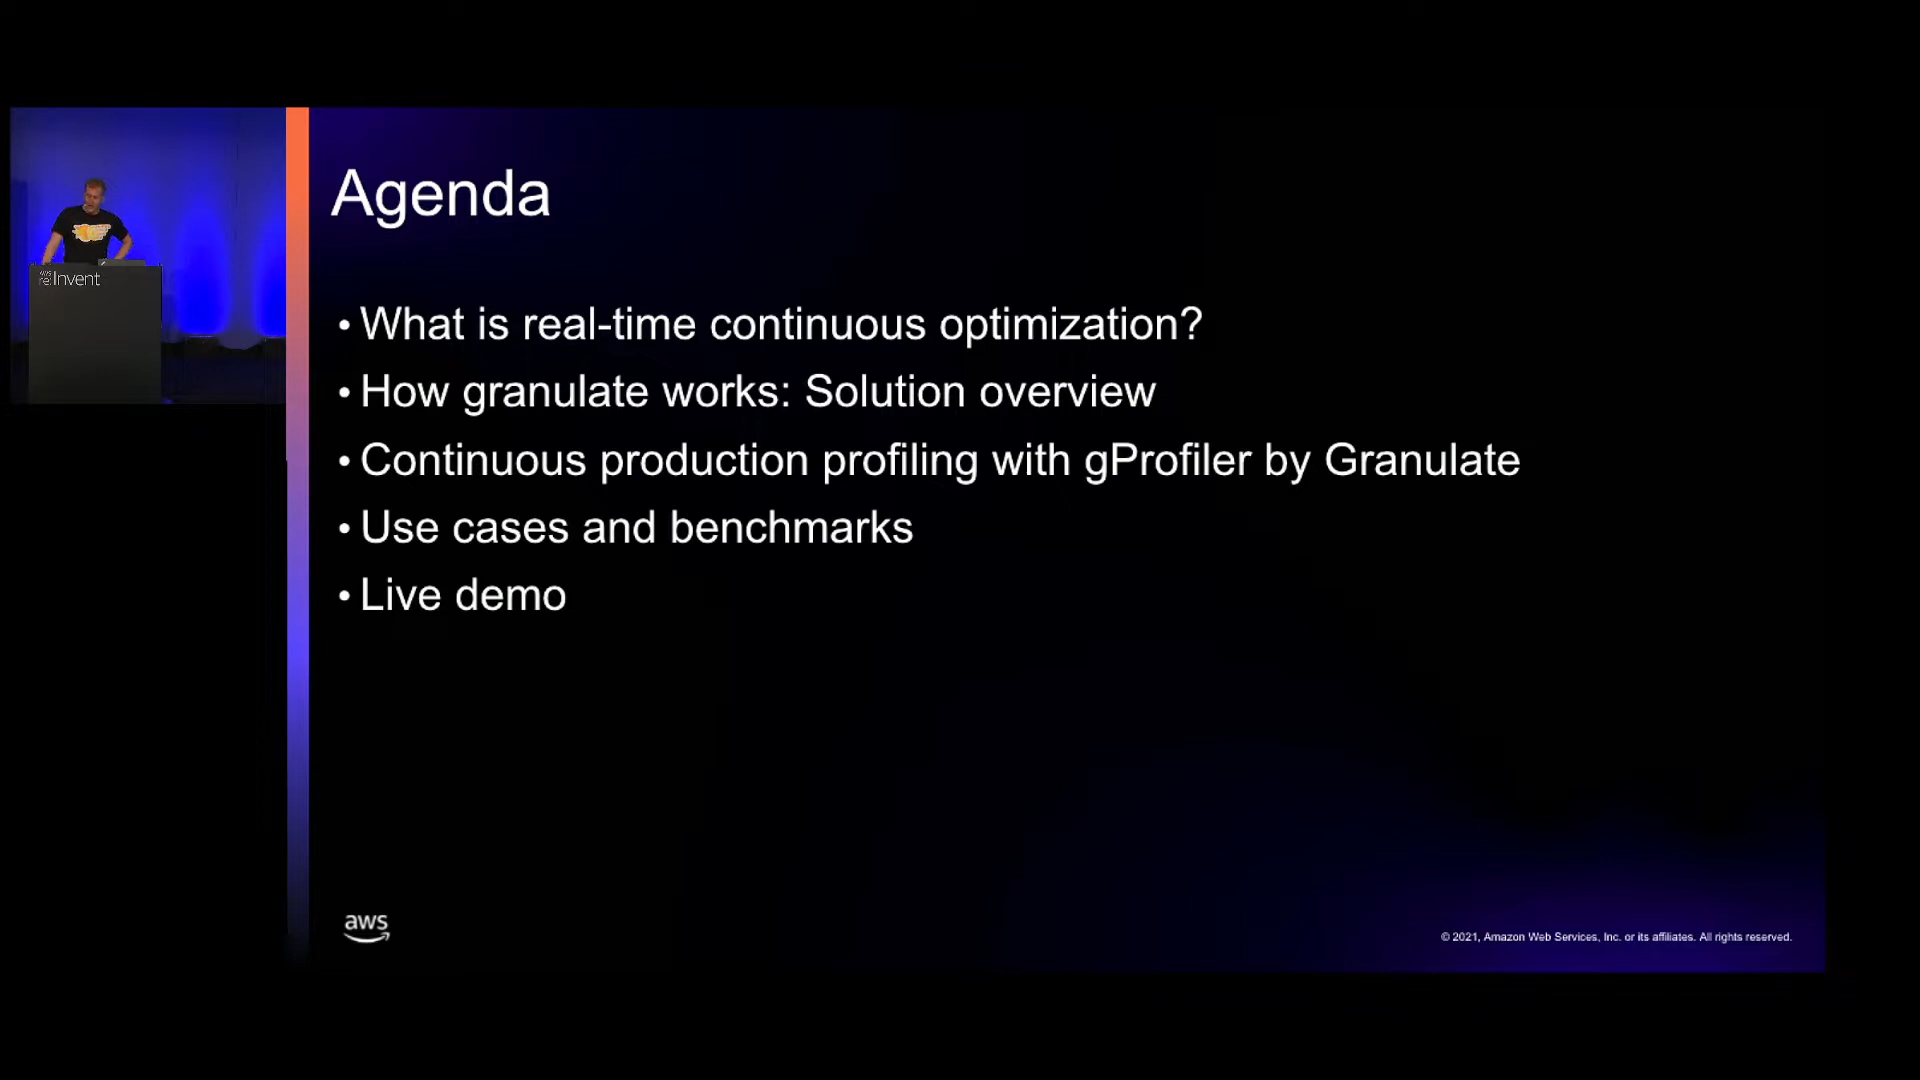 aws
re:Invent
Agenda
• What is real-time continuous optimization?
• How granulate works: Solution overview
• Continuous production profiling with gProfiler by Granulate
• Use cases and benchmarks
• Live demo
aws
© 2021, Amazon Web Services, Inc. or its affiliates. All rights reserved.